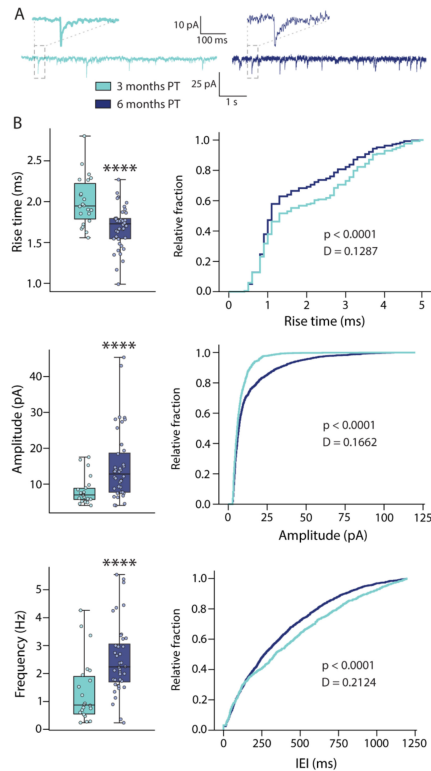 A
10 pA
100 ms
3 months PT
6 months PT
25 pA
1 s
B
Rise time (ms)
2.5
2.0
1.5
1.0
****
Relative fraction
1.0
0.8
0.6
0.4
0.2
0.0
p < 0.0001
D = 0.1287
0 1 2 3 4 5
Rise time (ms)
Amplitude (pA)
40
30
20
10
****
Relative fraction
1.0
0.8
0.6
0.4
0.2
0.0
p < 0.0001
D = 0.1662
0 25 50 75 100 125
Amplitude (pA)
Frequency (Hz)
5
4
3
2
1
0
****
Relative fraction
1.0
0.8
0.6
0.4
0.2
0.0
p < 0.0001
D = 0.2124
0 250 500 750 1000 1250
IEI (ms)